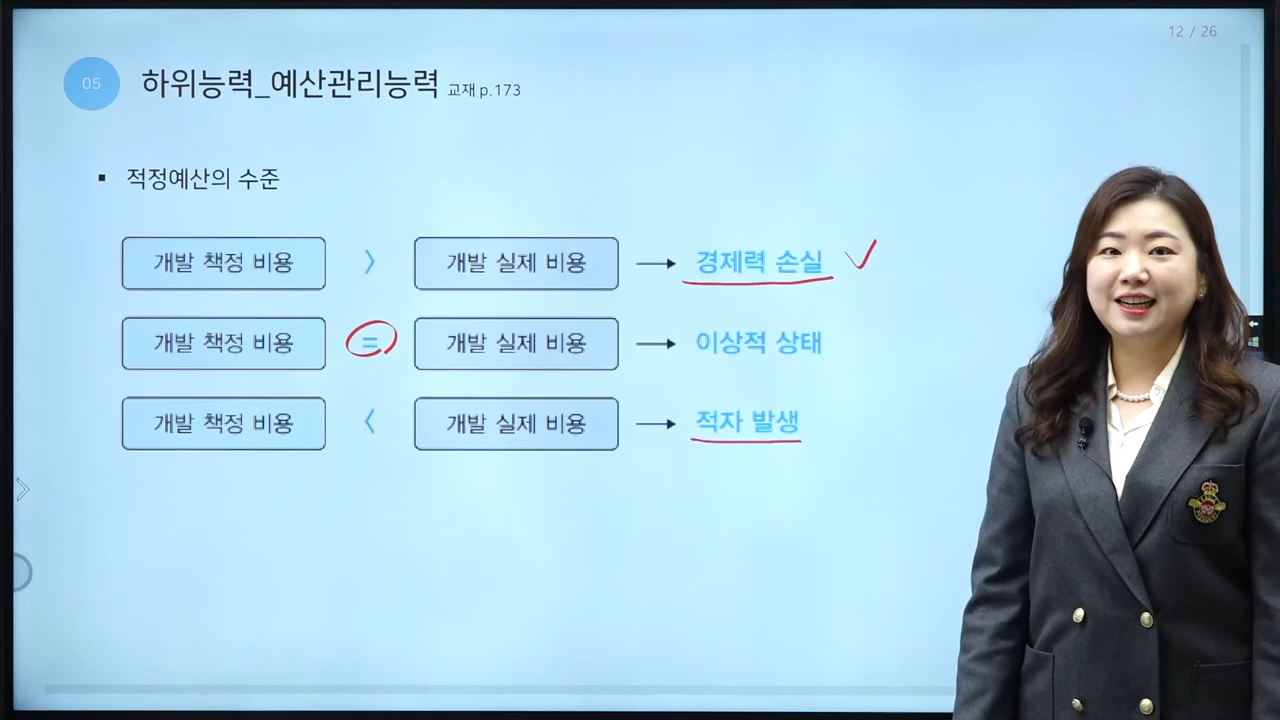 12 / 26
05 하위능력_예산관리능력 교재 p.173
▪ 적정예산의 수준
개발 책정 비용 > 개발 실제 비용 → 경제력 손실 ✓
개발 책정 비용 = 개발 실제 비용 → 이상적 상태
개발 책정 비용 < 개발 실제 비용 → 적자 발생